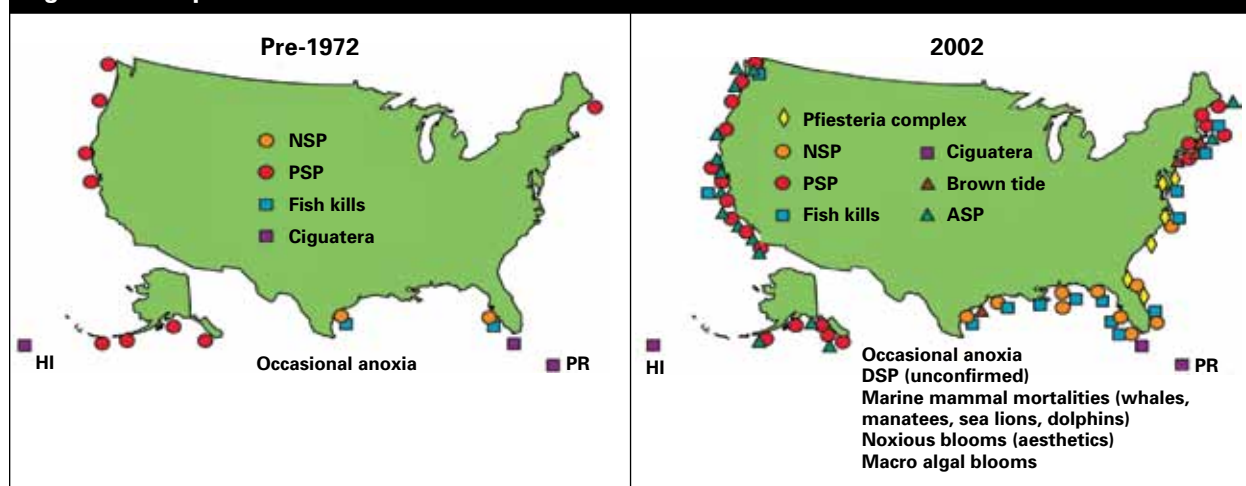 Pre-1972
NSP
PSP
Fish kills
Ciguatera
HI
Occasional anoxia
PR
2002
Pfiesteria complex
NSP
Ciguatera
PSP
Brown tide
Fish kills
ASP
HI
Occasional anoxia
PR
DSP (unconfirmed)
Marine mammal mortalities (whales,
manatees, sea lions, dolphins)
Noxious blooms (aesthetics)
Macro algal blooms